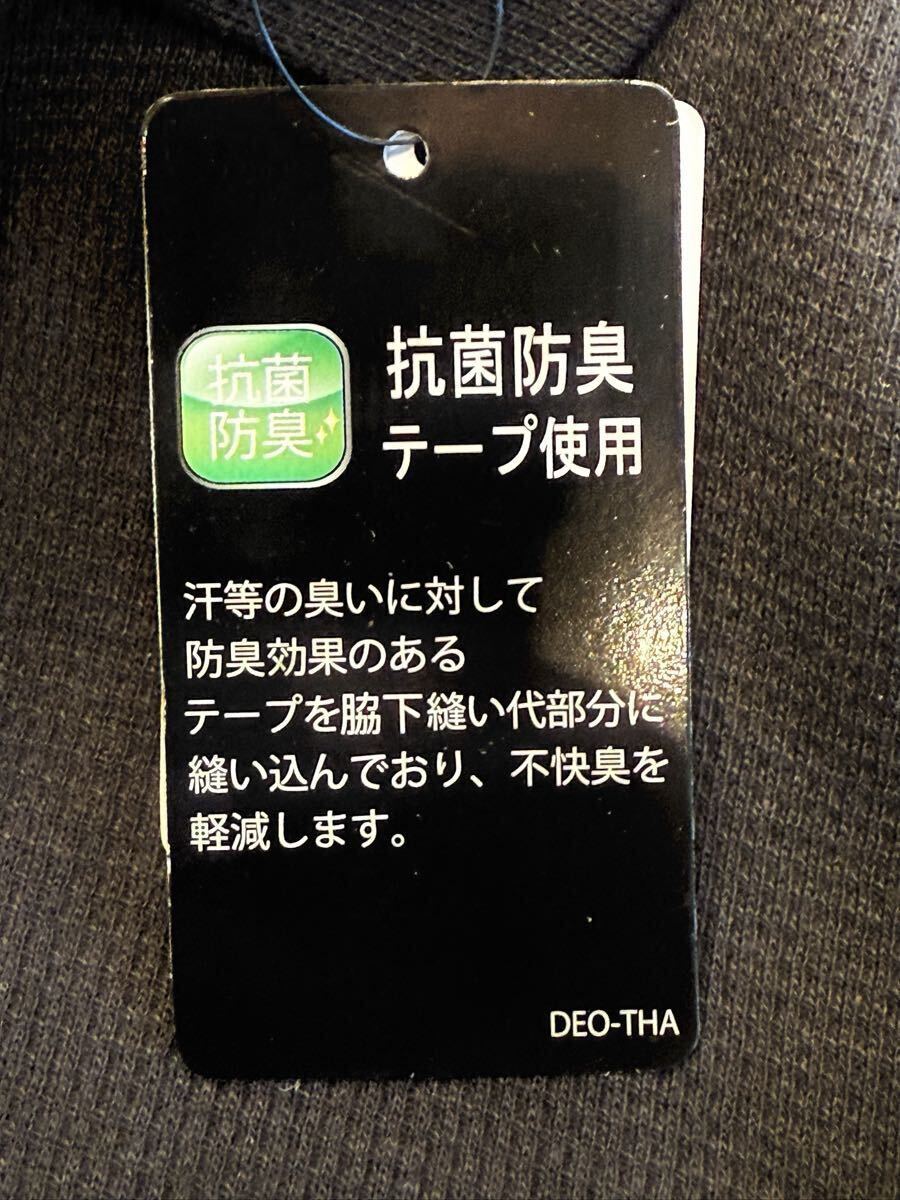 抗菌
防臭
抗菌防臭
テープ使用
汗等の臭いに対して
防臭効果のある
テープを脇下縫い代部分に
縫い込んでおり、不快臭を
軽減します。
DEO-THA